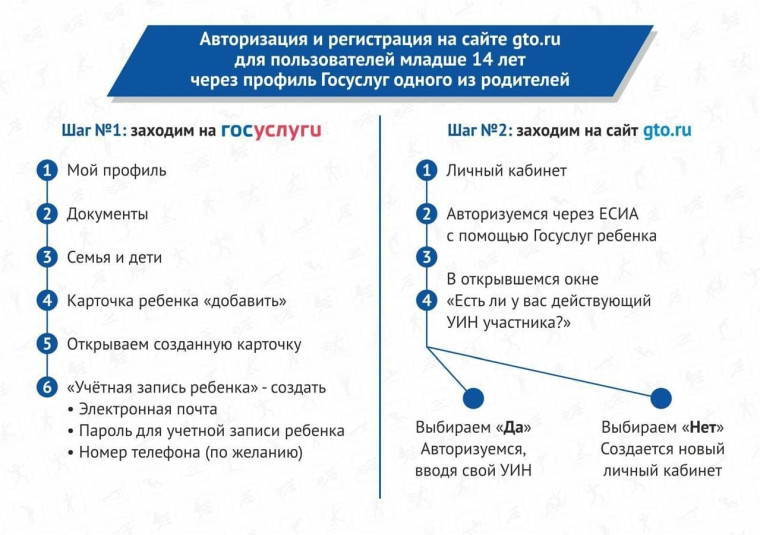 Авторизация и регистрация на сайте gto.ru
для пользователей младше 14 лет
через профиль Госуслуг одного из родителей
Шаг №1: заходим на госуслуги
1 Мой профиль
2 Документы
3 Семья и дети
4 Карточка ребенка «добавить»
5 Открываем созданную карточку
6 «Учётная запись ребенка» - создать
• Электронная почта
• Пароль для учетной записи ребенка
• Номер телефона (по желанию)
Шаг №2: заходим на сайт gto.ru
1 Личный кабинет
2 Авторизуемся через ЕСИА
с помощью Госуслуг ребенка
3
В открывшемся окне
4 «Есть ли у вас действующий
УИН участника?»
Выбираем «Да»
Авторизуемся,
вводя свой УИН
Выбираем «Нет»
Создается новый
личный кабинет